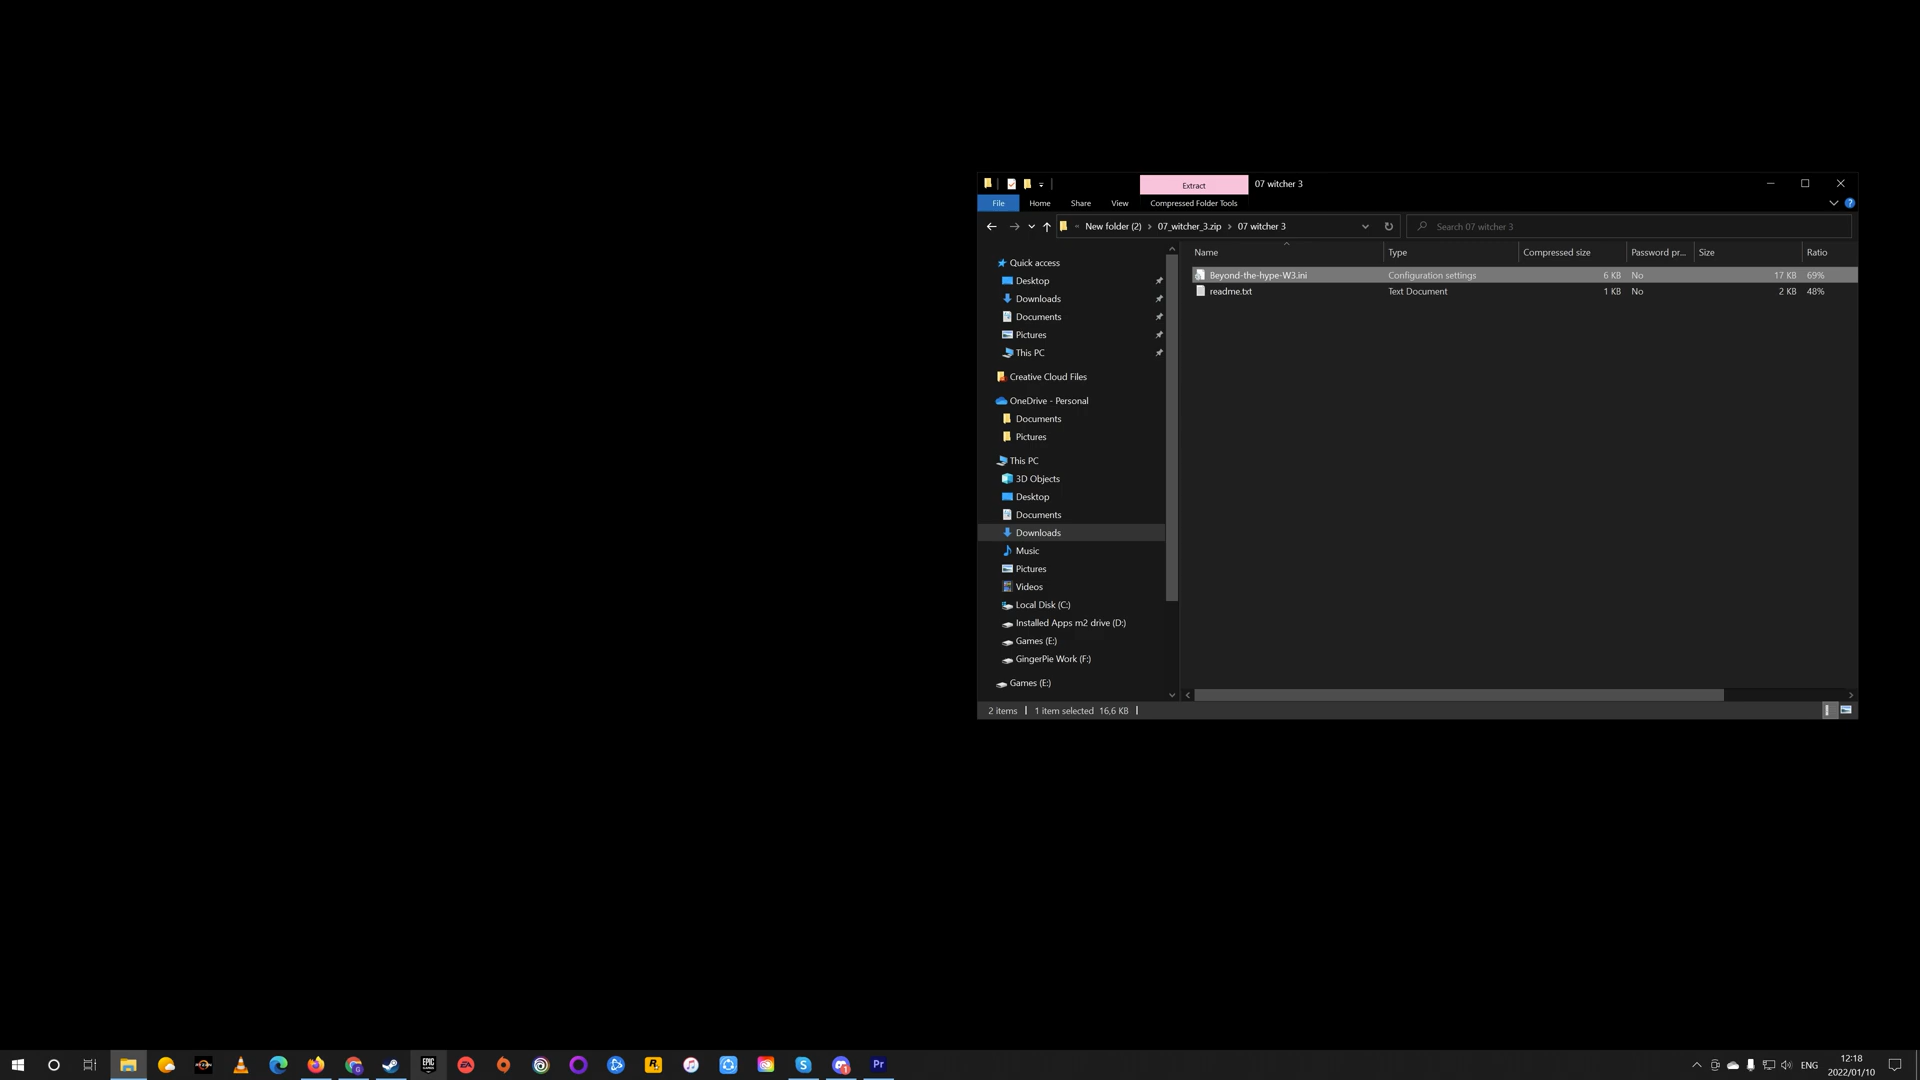 Extract
07 witcher 3
File
Home
Share
View
Compressed Folder Tools
New folder (2)
07_witcher_3.zip
07 witcher 3
Search 07 witcher 3
Name
Type
Compressed size
Password pr...
Size
Ratio
Beyond-the-hype-W3.ini
Configuration settings
6 KB
No
17 KB
69%
readme.txt
Text Document
1 KB
No
2 KB
48%
Quick access
Desktop
Downloads
Documents
Pictures
This PC
Creative Cloud Files
OneDrive - Personal
Documents
Pictures
This PC
3D Objects
Desktop
Documents
Downloads
Music
Pictures
Videos
Local Disk (C:)
Installed Apps m2 drive (D:)
Games (E:)
GingerPie Work (F:)
Games (E:)
2 items
1 item selected 16,6 KB
EPIC
GAMES
EA
G
R
S
1
Pr
ENG
12:18
2022/01/10